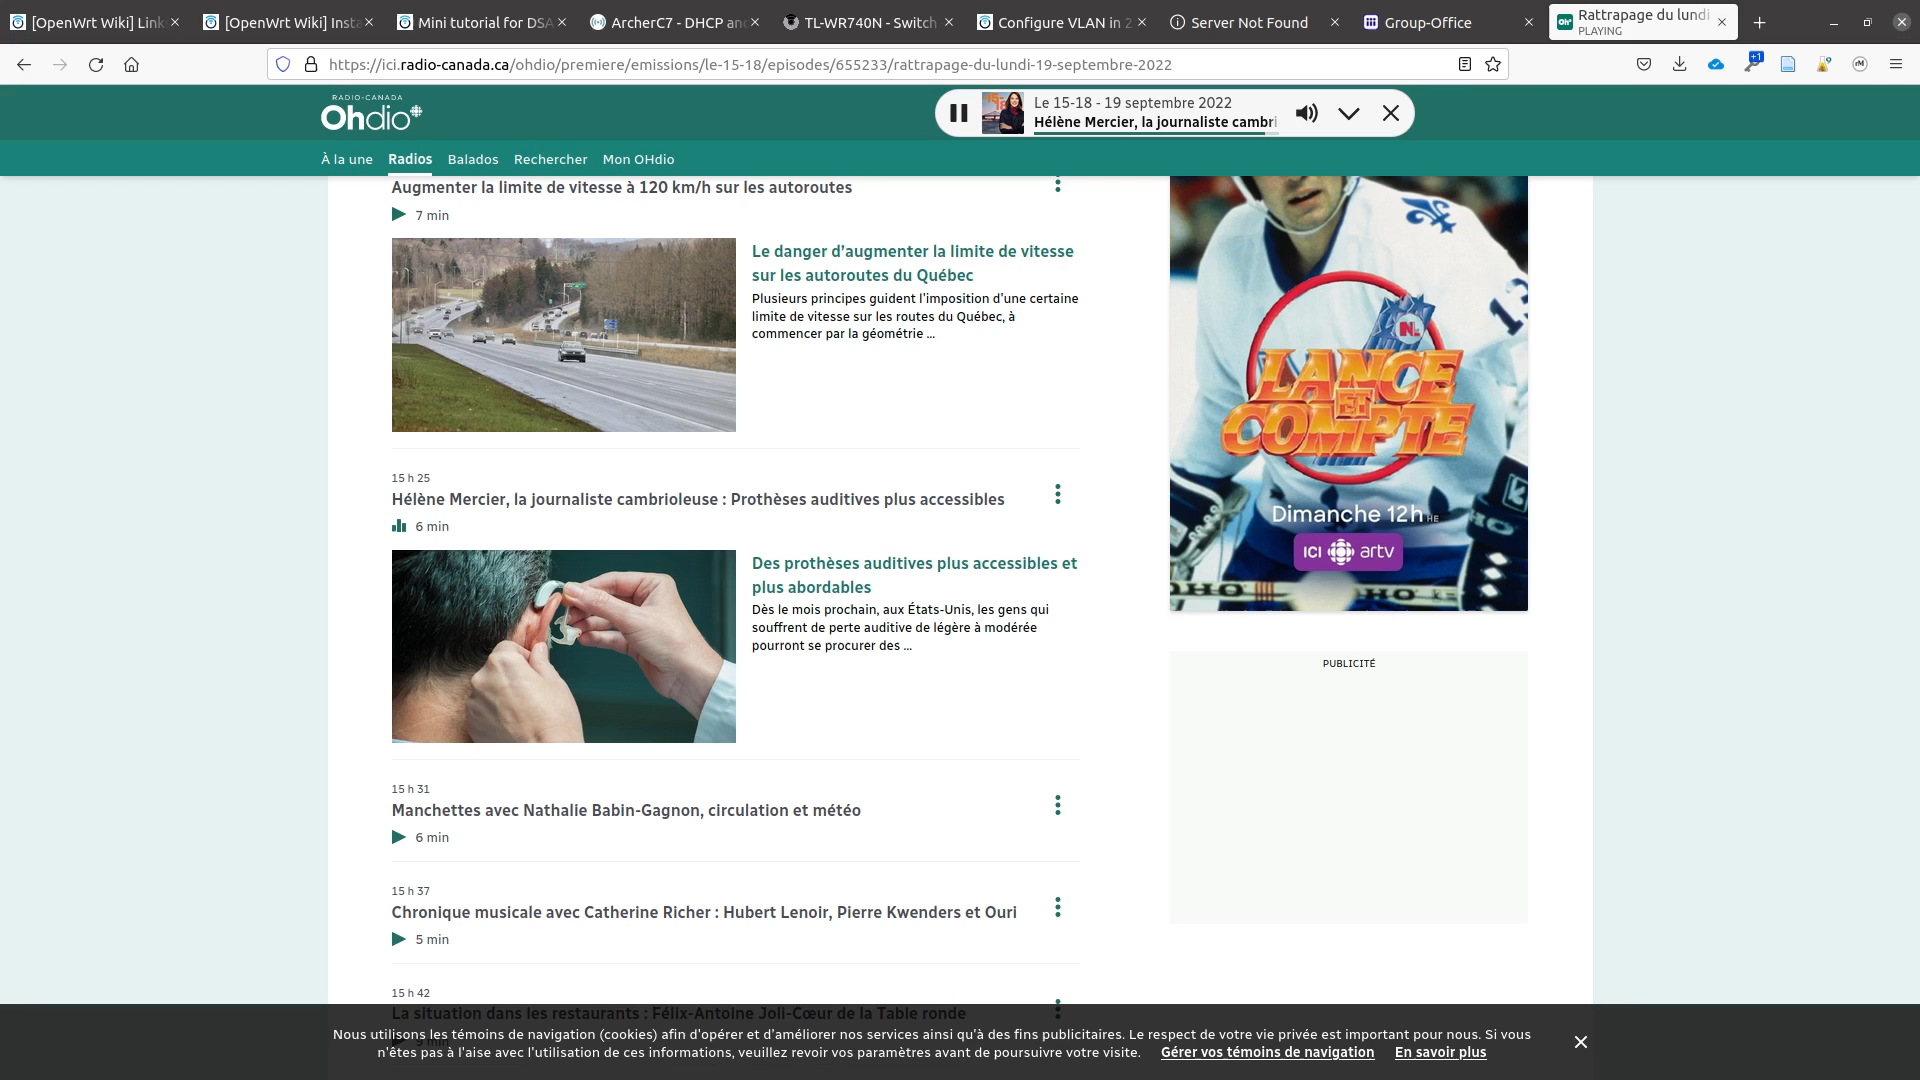 [OpenWrt Wiki] Link
[OpenWrt Wiki] Insta
Mini tutorial for DSA
ArcherC7 - DHCP and
TL-WR740N - Switch
Configure VLAN in 2
Server Not Found
Group-Office
Rattrapage du lundi
PLAYING
https://ici.radio-canada.ca/ohdio/premiere/emissions/le-15-18/episodes/655233/rattrapage-du-lundi-19-septembre-2022
+1
RADIO-CANADA
OHdio
Le 15-18 - 19 septembre 2022
Hélène Mercier, la journaliste cambri
À la une
Radios
Balados
Rechercher
Mon OHdio
Augmenter la limite de vitesse à 120 km/h sur les autoroutes
7 min
Le danger d'augmenter la limite de vitesse
sur les autoroutes du Québec
Plusieurs principes guident l'imposition d'une certaine
limite de vitesse sur les routes du Québec, à
commencer par la géométrie ...
15 h 25
Hélène Mercier, la journaliste cambrioleuse : Prothèses auditives plus accessibles
6 min
Des prothèses auditives plus accessibles et
plus abordables
Dès le mois prochain, aux États-Unis, les gens qui
souffrent de perte auditive de légère à modérée
pourront se procurer des ...
15 h 31
Manchettes avec Nathalie Babin-Gagnon, circulation et météo
6 min
15 h 37
Chronique musicale avec Catherine Richer : Hubert Lenoir, Pierre Kwenders et Ouri
5 min
15 h 42
La situation dans les restaurants : Félix-Antoine Joli-Cœur de la Table ronde
13
NL
LANCE
ET
COMPTE
Dimanche 12h HE
ICI artv
PUBLICITÉ
Nous utilisons les témoins de navigation (cookies) afin d'opérer et d'améliorer nos services ainsi qu'à des fins publicitaires. Le respect de votre vie privée est important pour nous. Si vous
n'êtes pas à l'aise avec l'utilisation de ces informations, veuillez revoir vos paramètres avant de poursuivre votre visite. Gérer vos témoins de navigation En savoir plus